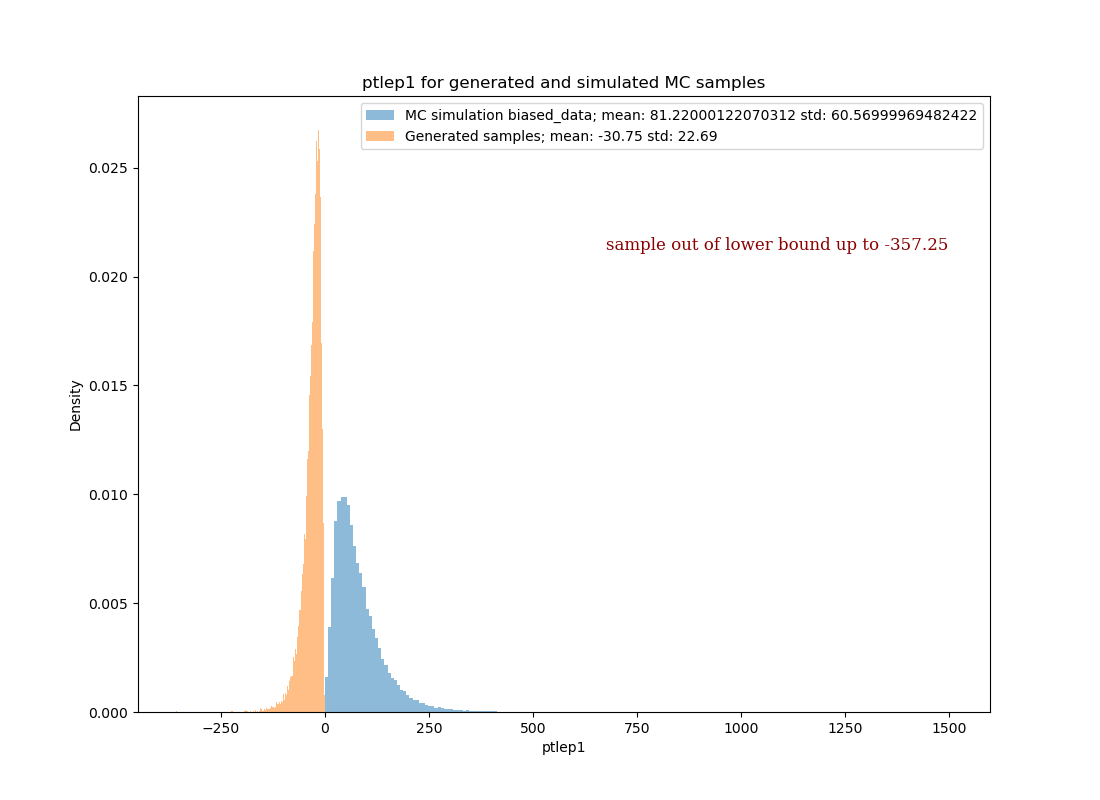 ptlep1 for generated and simulated MC samples
MC simulation biased_data; mean: 81.22000122070312 std: 60.56999969482422
Generated samples; mean: -30.75 std: 22.69
sample out of lower bound up to -357.25
0.025
0.020
0.015
0.010
0.005
0.000
Density
−250
0
250
500
750
1000
1250
1500
ptlep1